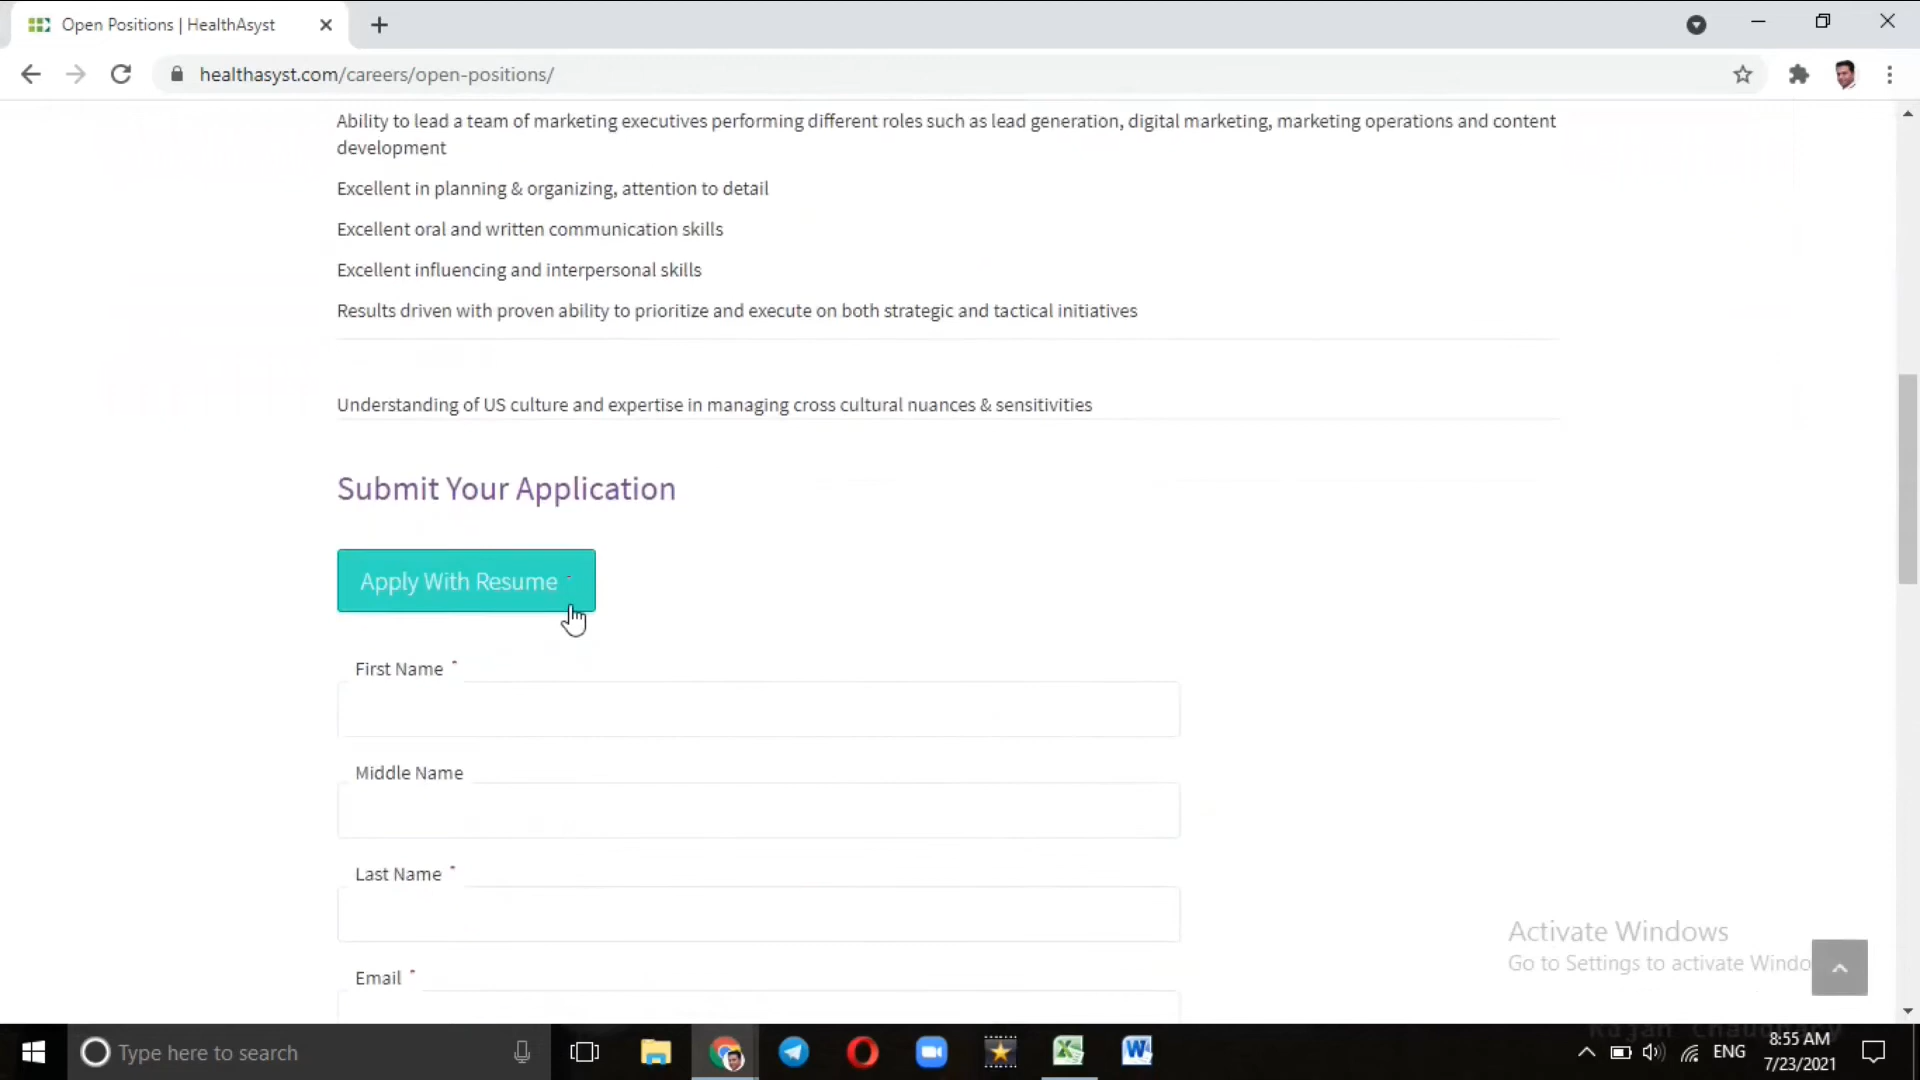 Open Positions | HealthAsyst
healthasyst.com/careers/open-positions/
Ability to lead a team of marketing executives performing different roles such as lead generation, digital marketing, marketing operations and content
development
Excellent in planning & organizing, attention to detail
Excellent oral and written communication skills
Excellent influencing and interpersonal skills
Results driven with proven ability to prioritize and execute on both strategic and tactical initiatives
Understanding of US culture and expertise in managing cross cultural nuances & sensitivities
Submit Your Application
Apply With Resume *
First Name *
Middle Name
Last Name *
Email *
Activate Windows
Go to Settings to activate Windo
Type here to search
ENG
8:55 AM
7/23/2021